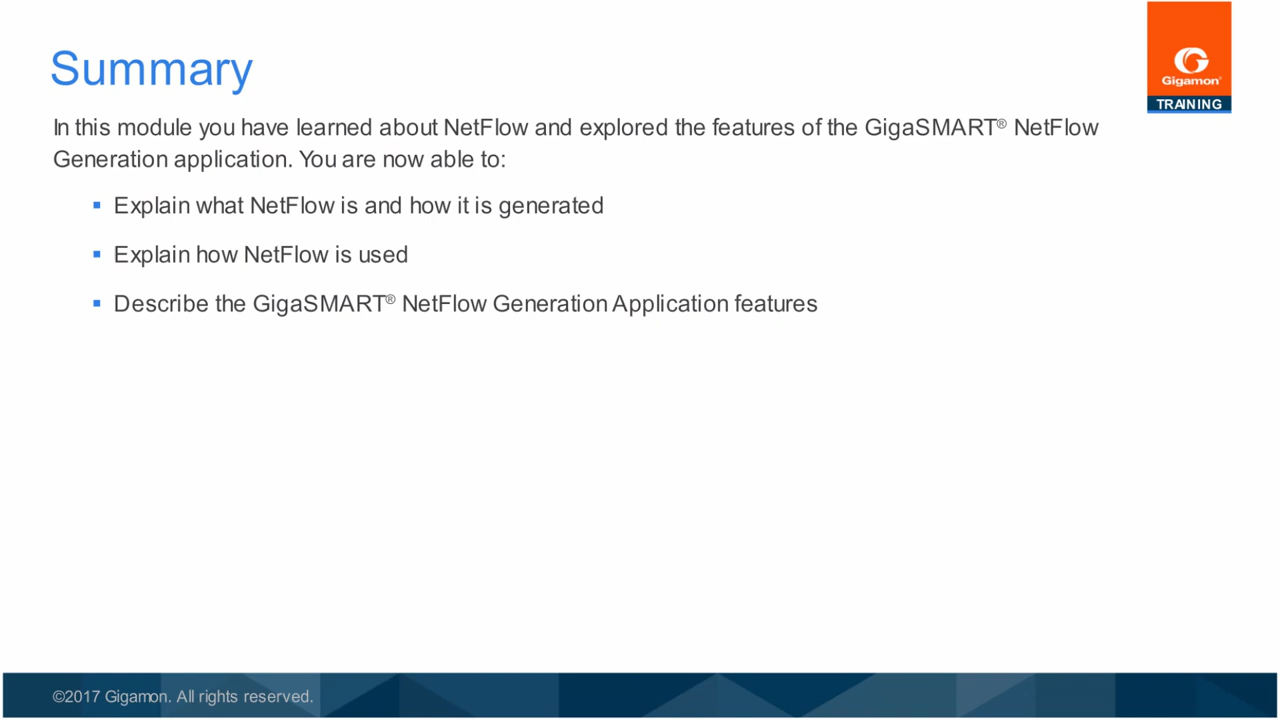 Summary
Gigamon®
TRAINING
In this module you have learned about NetFlow and explored the features of the GigaSMART® NetFlow
Generation application. You are now able to:
▪ Explain what NetFlow is and how it is generated
▪ Explain how NetFlow is used
▪ Describe the GigaSMART® NetFlow Generation Application features
©2017 Gigamon. All rights reserved.